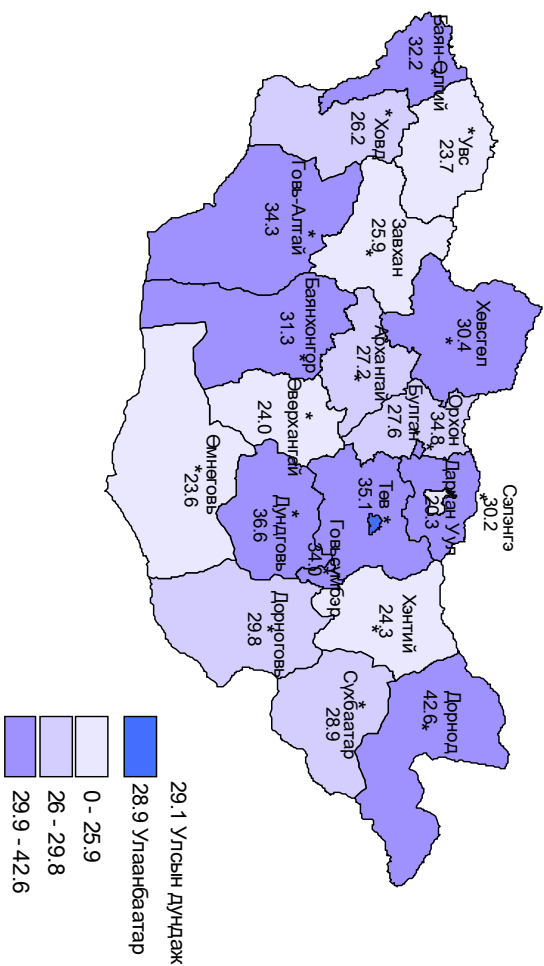 Баян-Өлгий
32.2
*Увс
23.7
*Ховд
26.2
Говь-Алтай
*
34.3
Завхан
25.9
*
Хөвсгөл
30.4
*
Баянхонгор
31.3
*
Архангай
27.2
*
Булган
27.6
Орхон
34.8
*
Өверхангай
*
24.0
Өмнөговь
*23.6
Дархан Уул
20.3
Сэлэнгэ
*30.2
Төв *
35.1
Говьсүмбэр
34.0
*
Дундговь
*
36.6
Дорноговь
*
29.8
Хэнтий
24.3
*
Сүхбаатар
*
28.9
Дорнод
42.6*
29.1 Улсын дундаж
28.9 Улаанбаатар
0 - 25.9
26 - 29.8
29.9 - 42.6